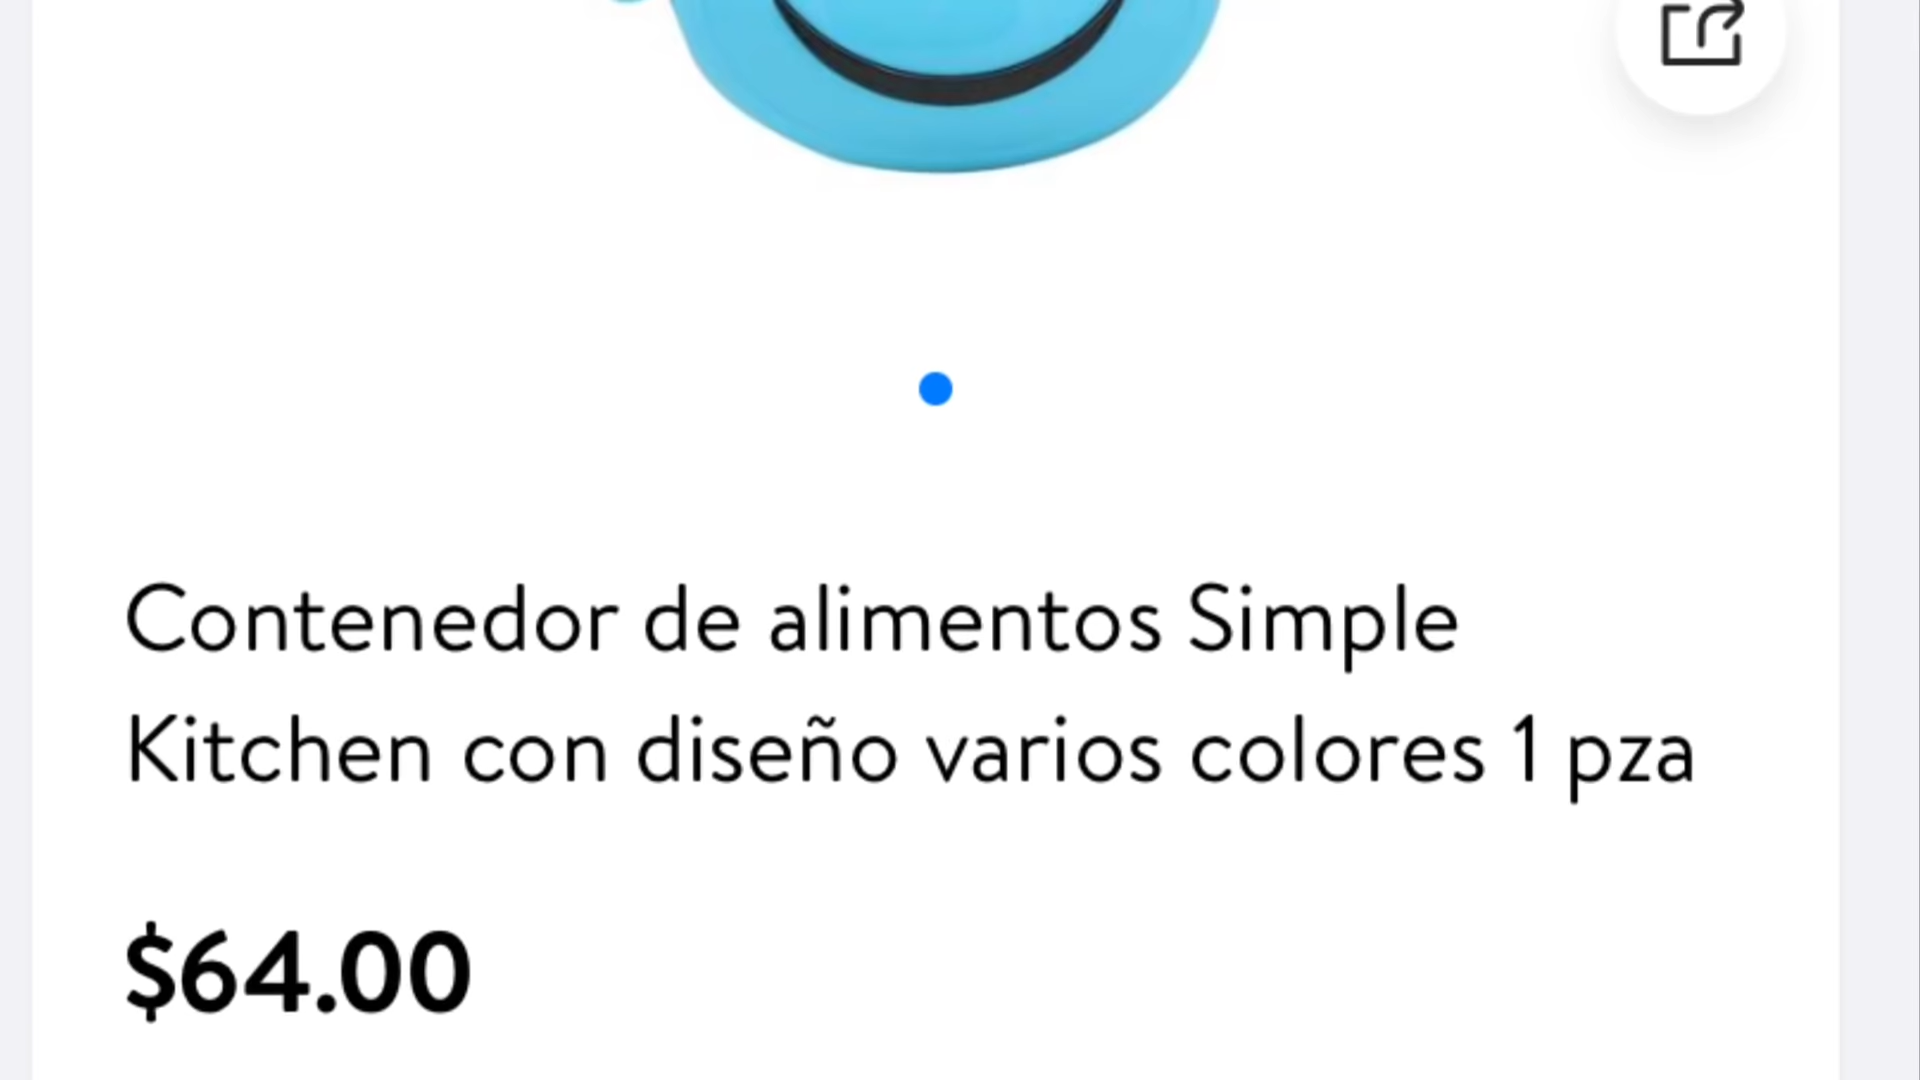 Contenedor de alimentos Simple
Kitchen con diseño varios colores 1 pza
$64.00